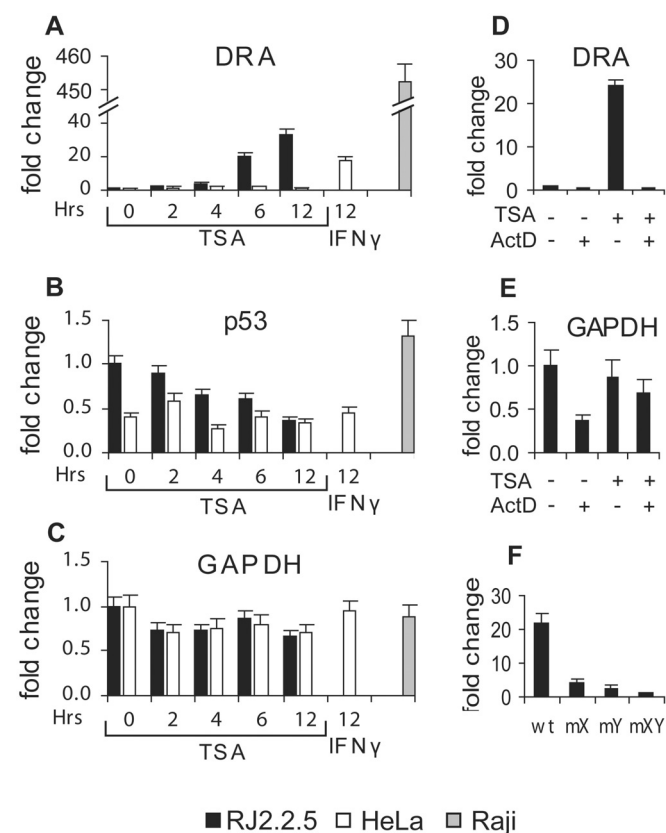 A
DRA
fold change
460
450
40
20
0
Hrs 0 2 4 6 12 12
TSA IFNγ
B
p53
fold change
1.5
1.0
0.5
0.0
Hrs 0 2 4 6 12 12
TSA IFNγ
C
GAPDH
fold change
1.5
1.0
0.5
0.0
Hrs 0 2 4 6 12 12
TSA IFNγ
D
DRA
fold change
30
20
10
0
TSA - - + +
ActD - + - +
E
GAPDH
fold change
1.5
1.0
0.5
0.0
TSA - - + +
ActD - + - +
F
fold change
30
20
10
0
wt mX mY mXY
RJ2.2.5 HeLa Raji